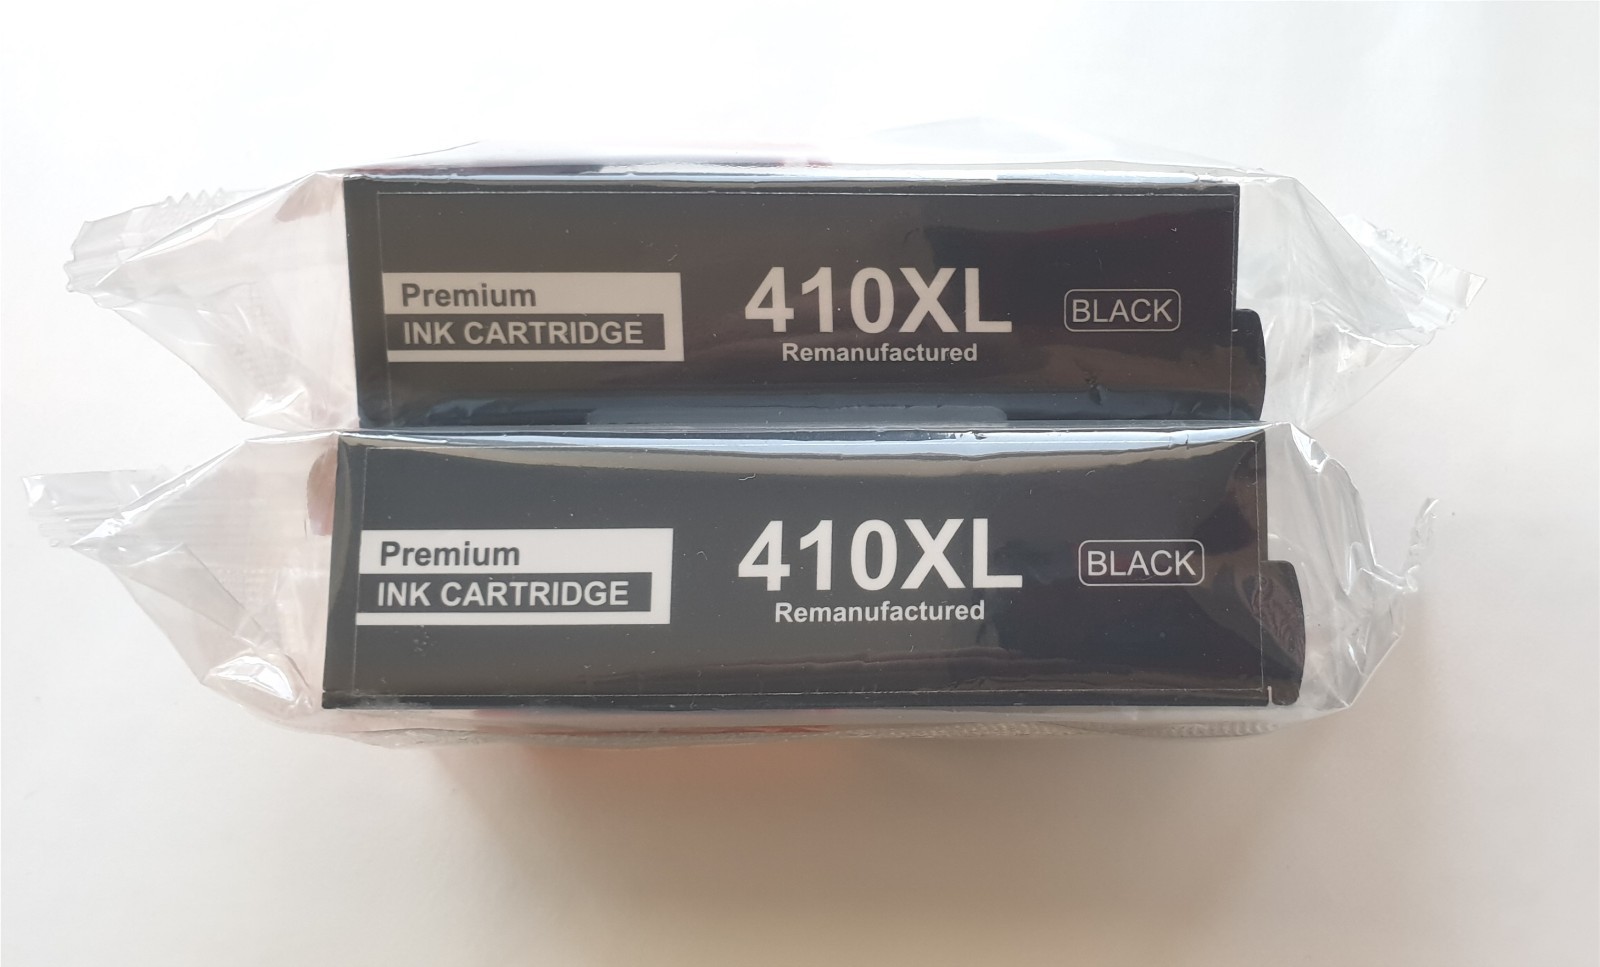 Premium
INK CARTRIDGE
410XL
Remanufactured
BLACK
Premium
INK CARTRIDGE
410XL
Remanufactured
BLACK